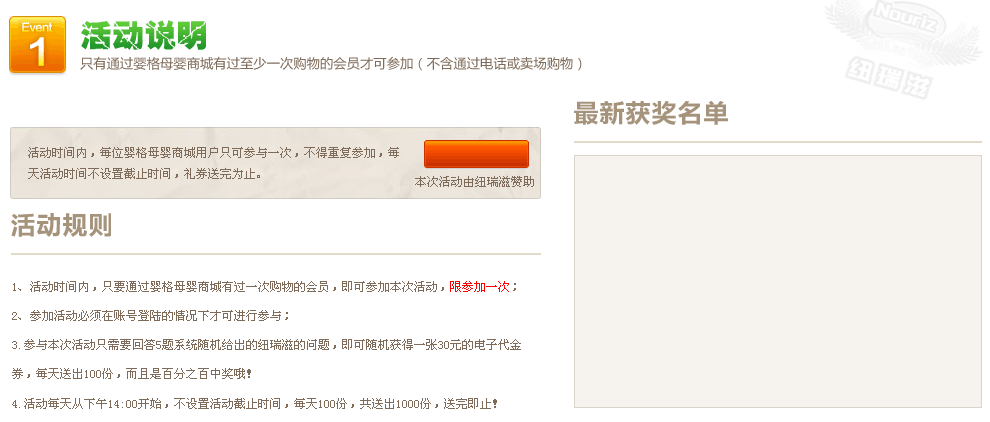 Event
1
活动说明
只有通过婴格母婴商城有过至少一次购物的会员才可参加（不含通过电话或卖场购物）
Nouriz
纽瑞滋
活动时间内，每位婴格母婴商城用户只可参与一次，不得重复参加，每
天活动时间不设置截止时间，礼券送完为止。
本次活动由纽瑞滋赞助
活动规则
1、活动时间内，只要通过婴格母婴商城有过一次购物的会员，即可参加本次活动，限参加一次；
2、参加活动必须在账号登陆的情况下才可进行参与；
3.参与本次活动只需要回答5题系统随机给出的纽瑞滋的问题，即可随机获得一张30元的电子代金
券，每天送出100份，而且是百分之百中奖哦！
4.活动每天从下午14:00开始，不设置活动截止时间，每天100份，共送出1000份，送完即止！
最新获奖名单